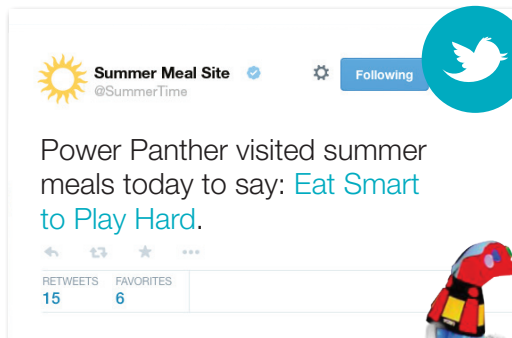 Summer Meal Site
Following
@SummerTime
Power Panther visited summer
meals today to say: Eat Smart
to Play Hard.
RETWEETS FAVORITES
15 6